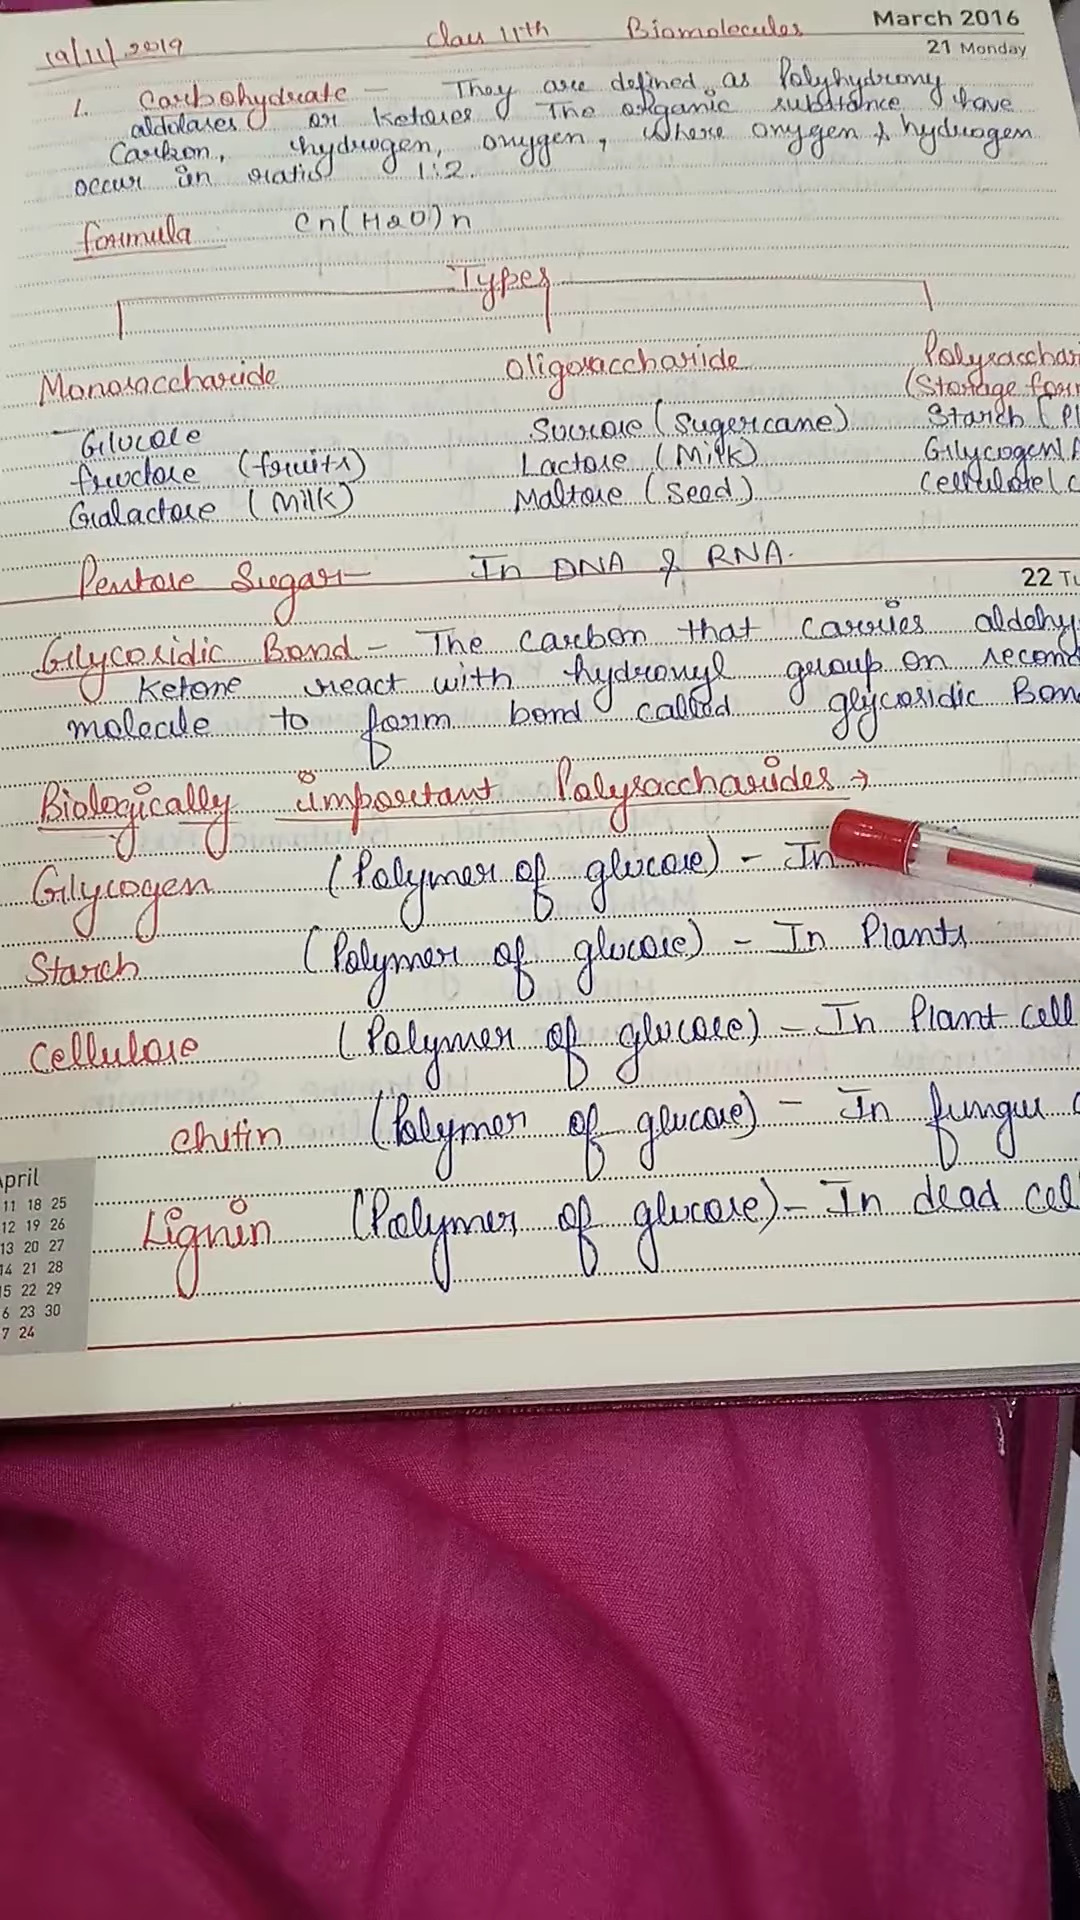 March 2016
21 Monday
19/11/2019 Class 11th Biomolecules
1. Carbohydrate - They are defined as Polyhydroxy
aldolases or Ketoses. The organic substance have
Carbon, hydrogen, oxygen, where oxygen & hydrogen
occur in ratio 1:2.
formula Cn(H2O)n
Types
Monosaccharide Oligosaccharide Polysacchar
(Storage for
Glucose Sucrose (Sugercane) Starch (Pl
fructose (fruits) Lactose (Milk) Glycogen(A
Galactose (Milk) Maltose (Seed) Cellulose(C
Pentose Sugar- In DNA & RNA.
22 Tu
Glycosidic Bond - The Carbon that carries aldehy
Ketone react with hydroxyl group on second
molecule to form bond called glycosidic Bon
Biologically important Polysaccharides →
Glycogen (Polymer of glucose) - In
Starch (Polymer of glucose) - In Plants
Cellulose (Polymer of glucose) - In Plant cell
chitin (Polymer of glucose) - In fungus c
Lignin (Polymer of glucose) - In dead cel
April
11 18 25
12 19 26
13 20 27
14 21 28
15 22 29
6 23 30
7 24